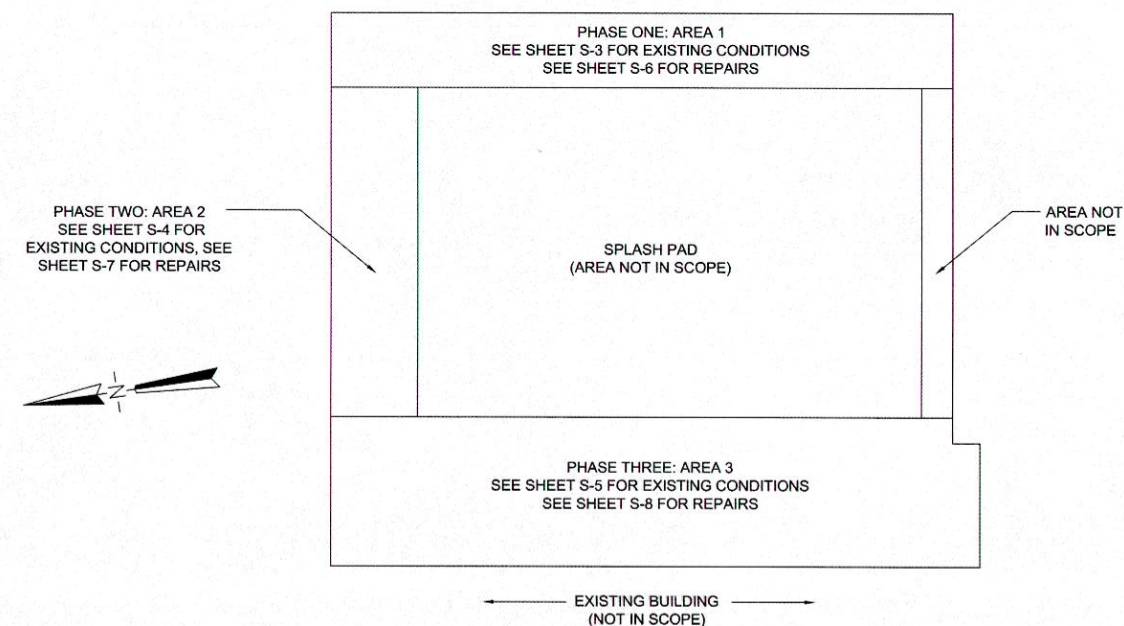 PHASE ONE: AREA 1
SEE SHEET S-3 FOR EXISTING CONDITIONS
SEE SHEET S-6 FOR REPAIRS
PHASE TWO: AREA 2
SEE SHEET S-4 FOR
EXISTING CONDITIONS, SEE
SHEET S-7 FOR REPAIRS
SPLASH PAD
(AREA NOT IN SCOPE)
AREA NOT
IN SCOPE
N
PHASE THREE: AREA 3
SEE SHEET S-5 FOR EXISTING CONDITIONS
SEE SHEET S-8 FOR REPAIRS
EXISTING BUILDING
(NOT IN SCOPE)